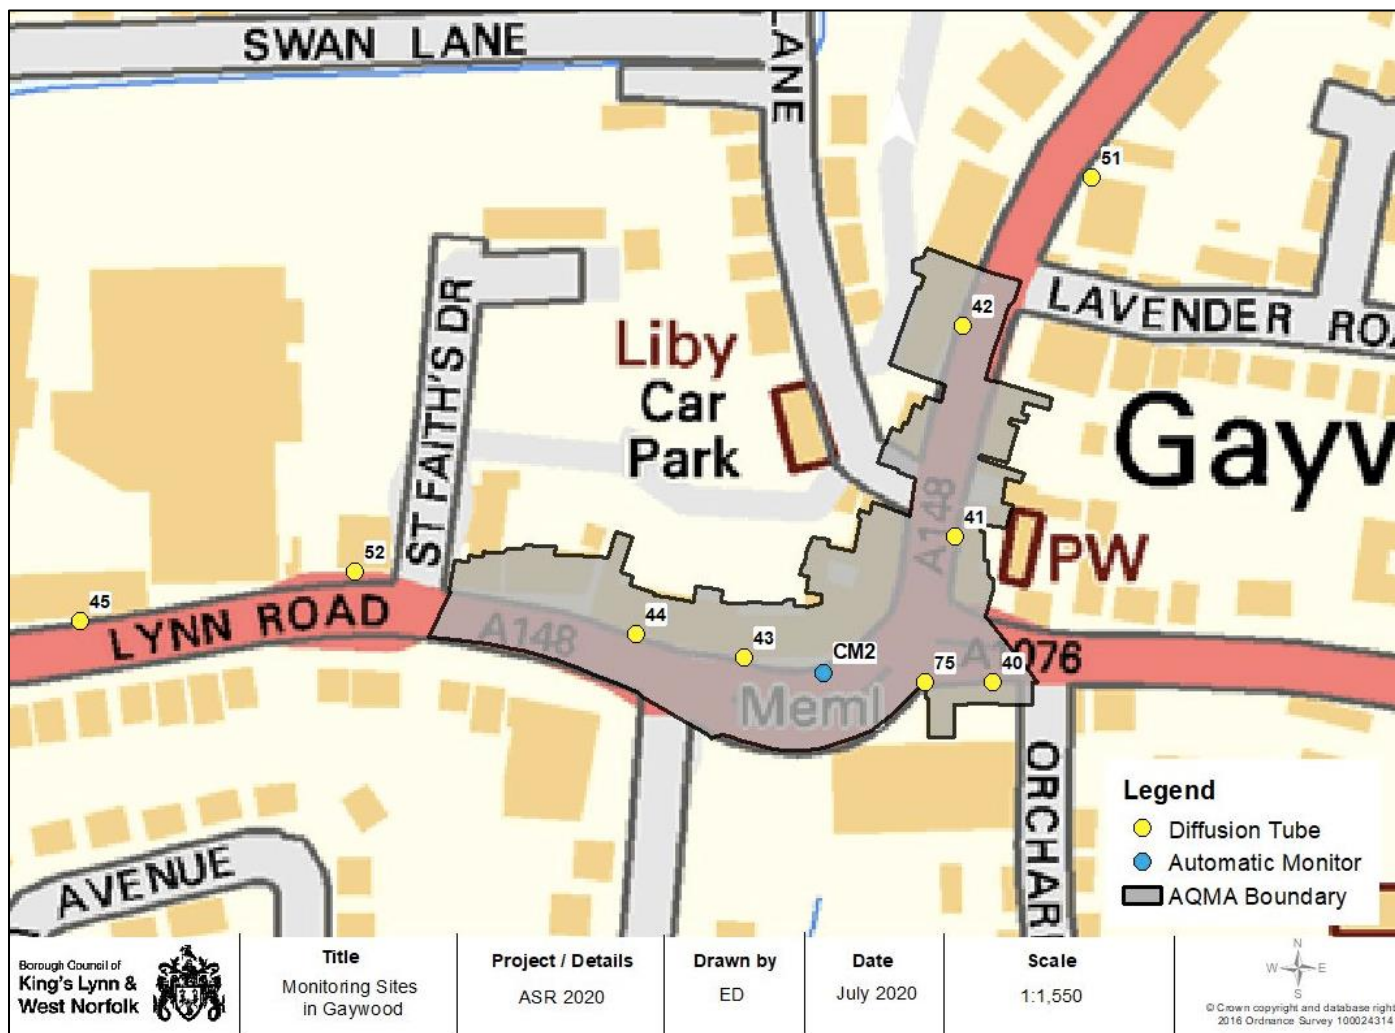 SWAN LANE
LANE
51
42
LAVENDER ROA
ST FAITH'S DR
Liby
Car
Park
Gayw
41
A148
PW
52
45
LYNN ROAD
44
A148
43
CM2
75
A1076
40
Meml
ORCHAR
AVENUE
Legend
Diffusion Tube
Automatic Monitor
AQMA Boundary
Borough Council of
King's Lynn &
West Norfolk
Title
Monitoring Sites
in Gaywood
Project / Details
ASR 2020
Drawn by
ED
Date
July 2020
Scale
1:1,550
N
W E
S
© Crown copyright and database right
2016 Ordnance Survey 100024314